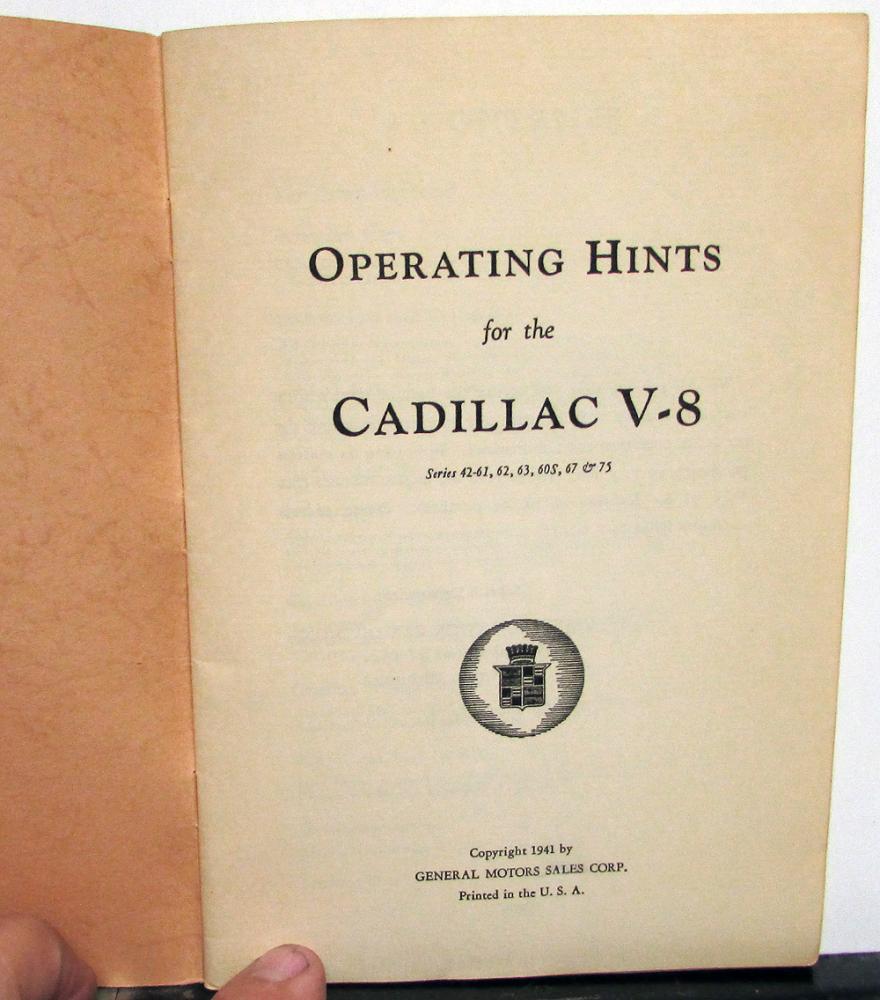 OPERATING HINTS
for the
CADILLAC V-8
Series 42-61, 62, 63, 60S, 67 & 75
Copyright 1941 by
GENERAL MOTORS SALES CORP.
Printed in the U. S. A.